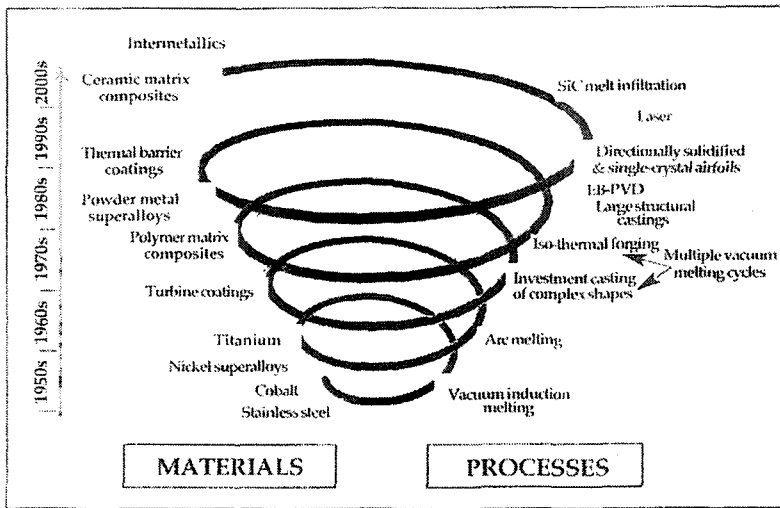 Intermetallics
Ceramic matrix
composites
Thermal barrier
coatings
Powder metal
superalloys
Polymer matrix
composites
Turbine coatings
Titanium
Nickel superalloys
Cobalt
Stainless steel
1950s | 1960s | 1970s | 1980s | 1990s | 2000s
SiC melt infiltration
Laser
Directionally solidified
& single-crystal airfoils
EB-PVD
Large structural
castings
Iso-thermal forging
Multiple vacuum
melting cycles
Investment casting
of complex shapes
Arc melting
Vacuum induction
melting
MATERIALS
PROCESSES